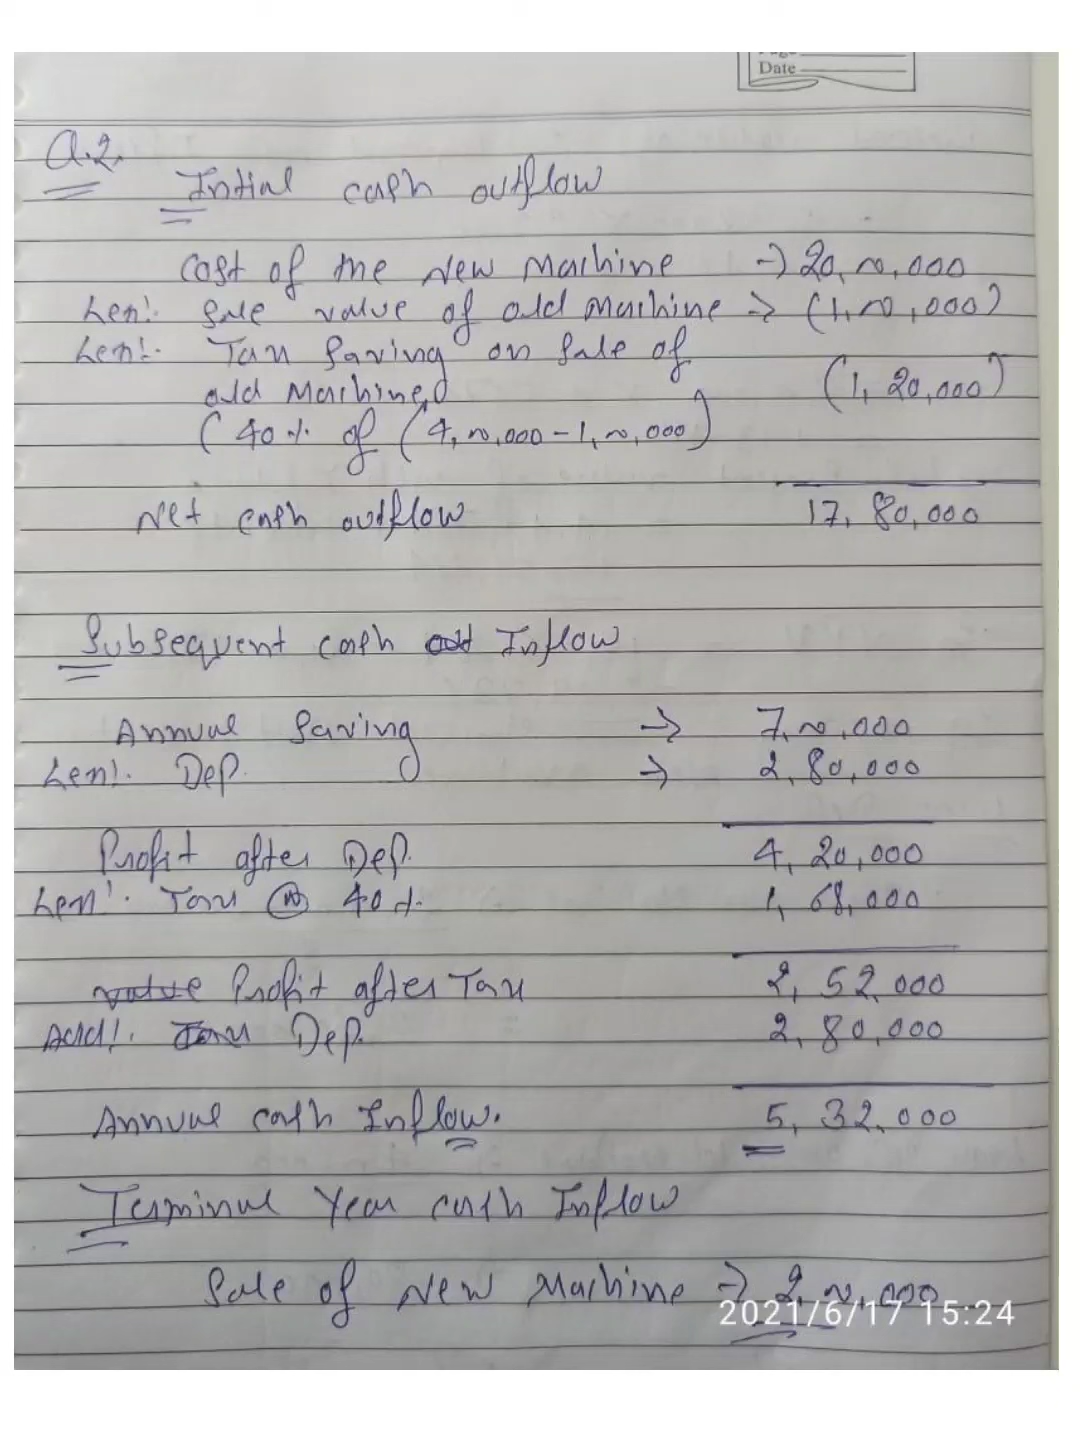 Date
Q.2.
Intial cash outflow
Cost of the New Machine → 20,00,000
Less:. Sale value of old Machine → (1,00,000)
Less:. Tax Saving on Sale of
old Machine (1,20,000)
(40% of (4,00,000 - 1,00,000)
Net cash outflow 17,80,000
Subsequent cash Inflow
Annual Saving → 7,00,000
Less:. Dep. → 2,80,000
Profit after Dep. 4,20,000
Less:. Tax @ 40%. 1,68,000
Profit after Tax 2,52,000
Add:. Dep. 2,80,000
Annual cash Inflow. 5,32,000
Terminal Year cash Inflow
Sale of New Machine → 2,00,000
2021/6/17 15:24